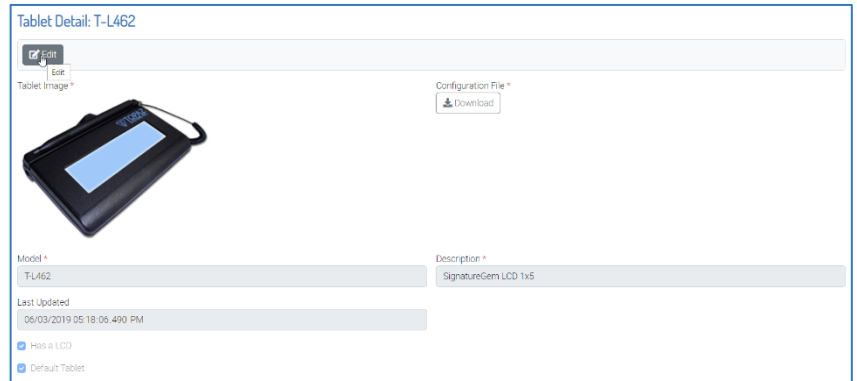 Tablet Detail: T-L462
Edit
Edit
Tablet Image *
Configuration File *
Download
TOPAZ
Model *
Description *
T-L462
SignatureGem LCD 1x5
Last Updated
06/03/2019 05:18:06.490 PM
Has a LCD
Default Tablet